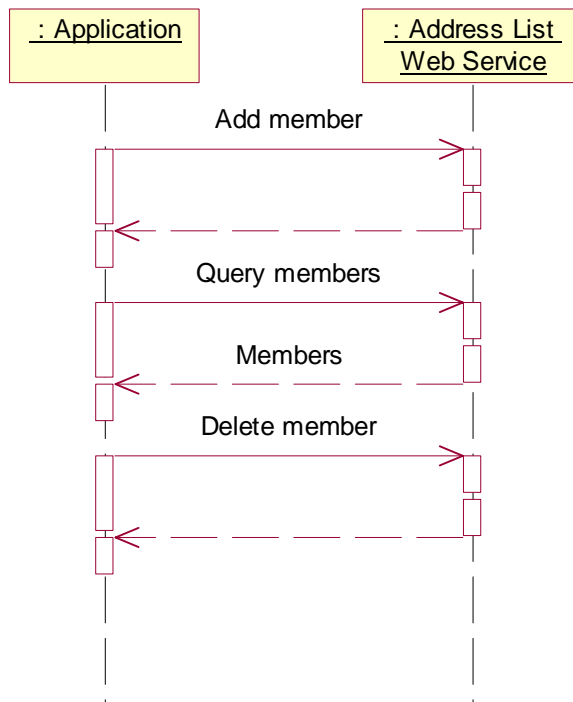 : Application
: Address List
Web Service
Add member
Query members
Members
Delete member